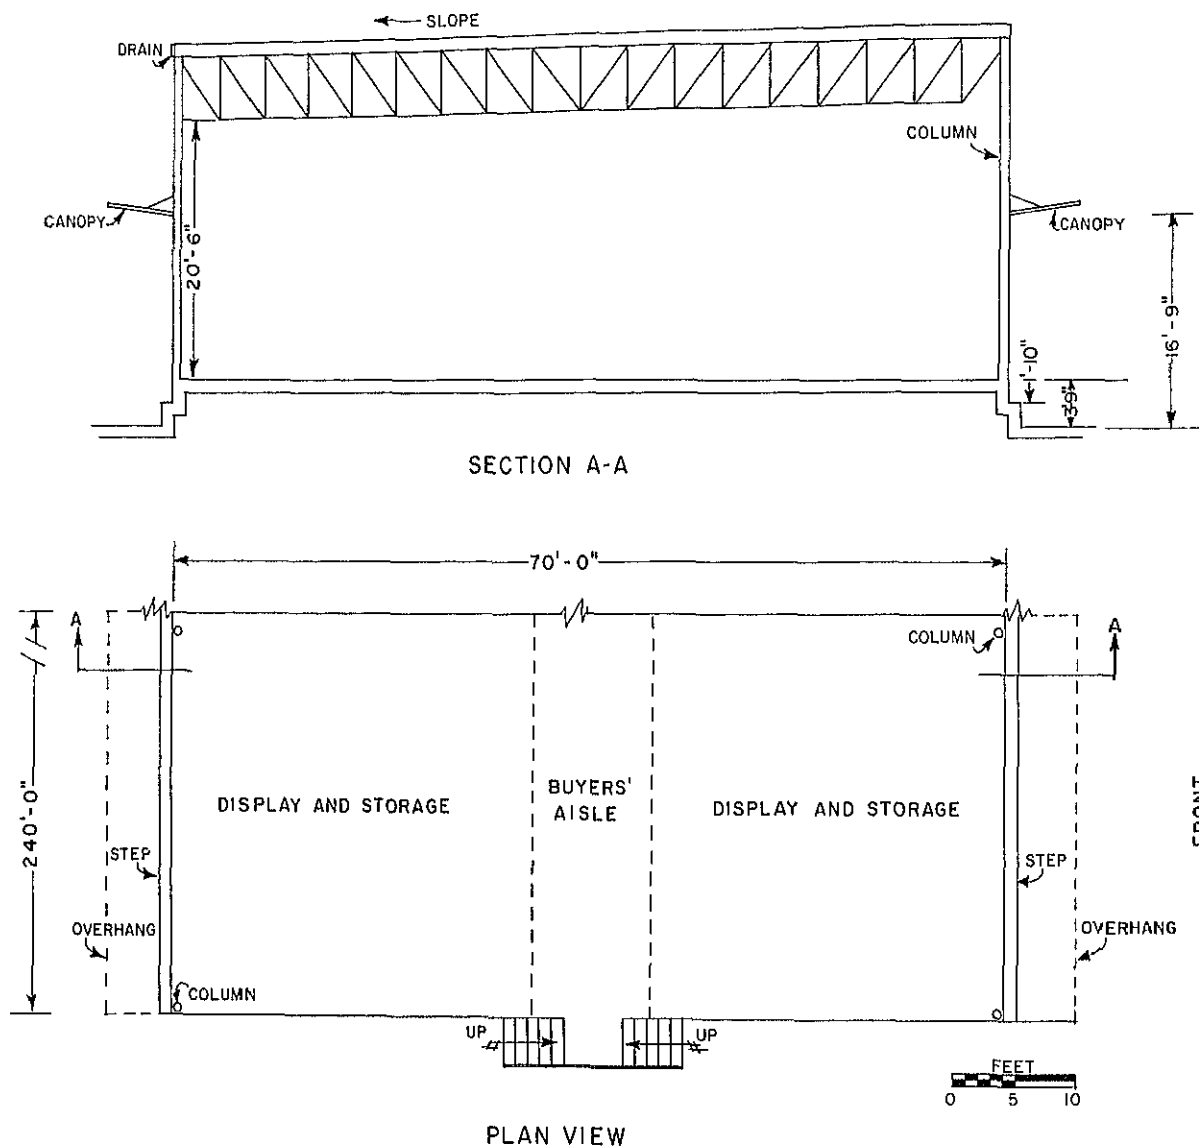 SLOPE
DRAIN
COLUMN
CANOPY
CANOPY
20'-6"
16'-9"
1'-10"
3'9"
SECTION A-A
70'-0"
A
COLUMN
A
240'-0"
DISPLAY AND STORAGE
BUYERS'
AISLE
DISPLAY AND STORAGE
FRONT
STEP
STEP
OVERHANG
OVERHANG
COLUMN
UP
UP
FEET
0 5 10
PLAN VIEW